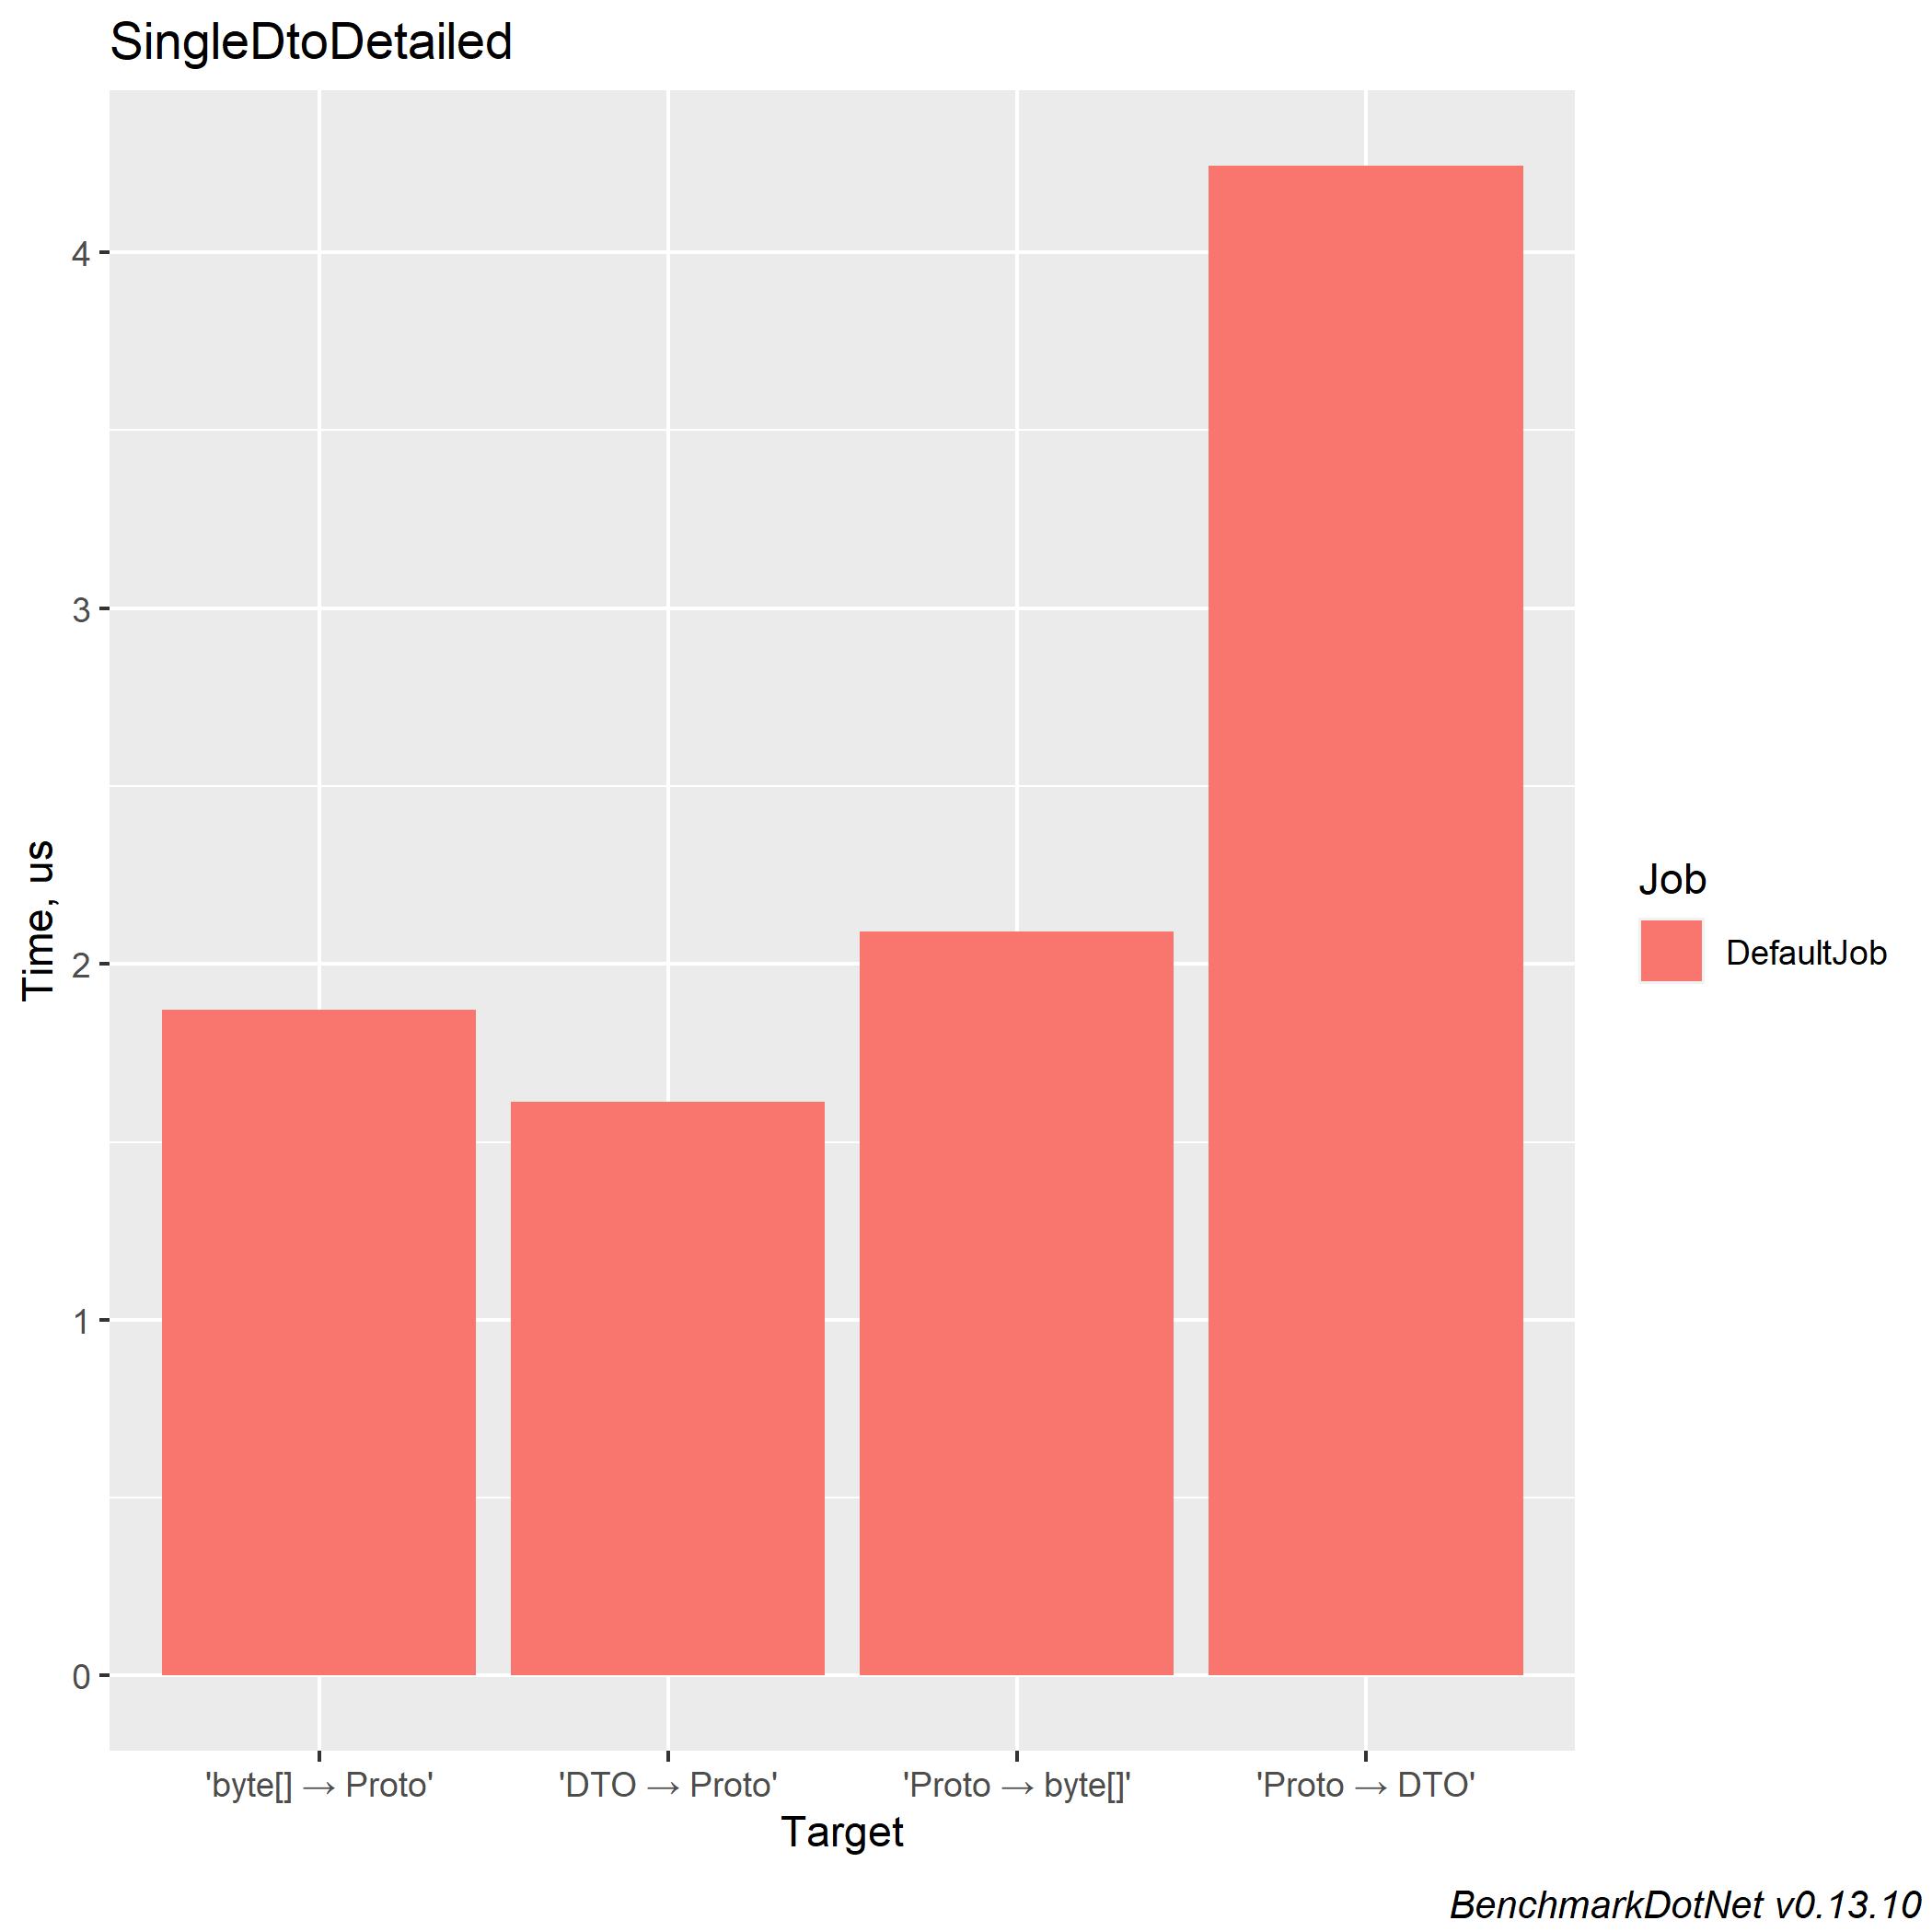 SingleDtoDetailed
4
3
2
1
0
Time, us
'byte[] → Proto'
'DTO → Proto'
'Proto → byte[]'
'Proto → DTO'
Target
Job
DefaultJob
BenchmarkDotNet v0.13.10